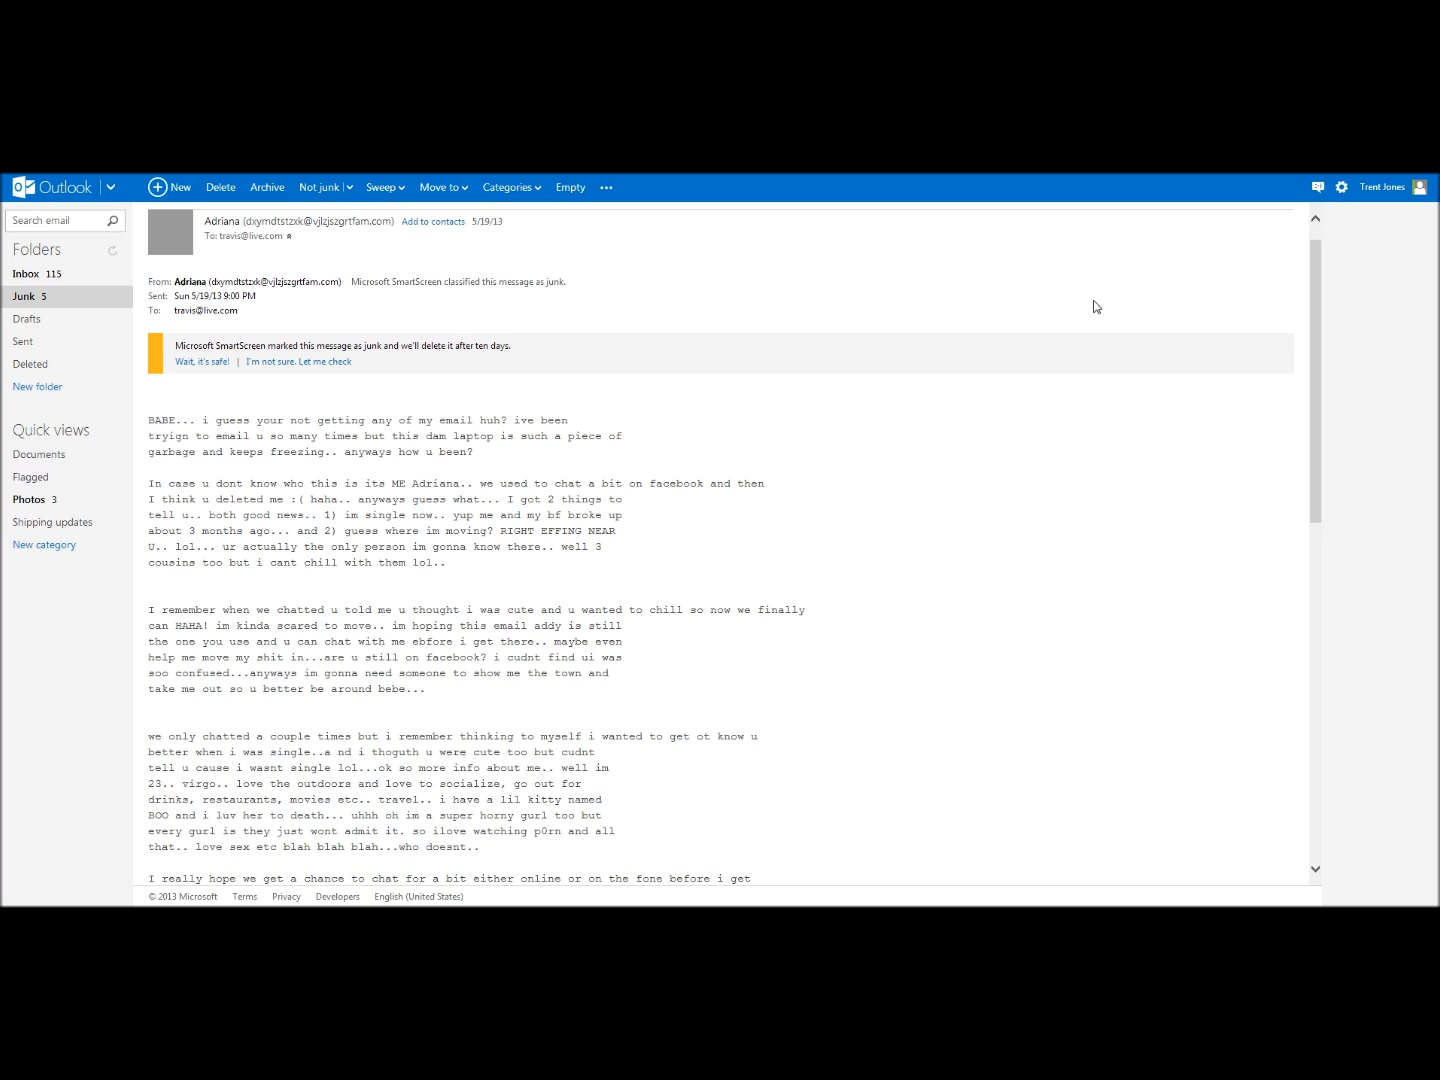 Outlook
New Delete Archive Not junk Sweep Move to Categories Empty ••• Trent Jones
Search email
Folders
Inbox 115
Junk 5
Drafts
Sent
Deleted
New folder
Quick views
Documents
Flagged
Photos 3
Shipping updates
New category
Adriana (dxymdtstzxk@vjlzjszgrtfam.com) Add to contacts 5/19/13
To: travis@live.com
From: Adriana (dxymdtstzxk@vjlzjszgrtfam.com) Microsoft SmartScreen classified this message as junk.
Sent: Sun 5/19/13 9:00 PM
To: travis@live.com
Microsoft SmartScreen marked this message as junk and we'll delete it after ten days.
Wait, it's safe! | I'm not sure. Let me check
BABE... i guess your not getting any of my email huh? ive been
tryign to email u so many times but this dam laptop is such a piece of
garbage and keeps freezing.. anyways how u been?
In case u dont know who this is its ME Adriana.. we used to chat a bit on facebook and then
I think u deleted me :( haha.. anyways guess what... I got 2 things to
tell u.. both good news.. 1) im single now.. yup me and my bf broke up
about 3 months ago... and 2) guess where im moving? RIGHT EFFING NEAR
U.. lol... ur actually the only person im gonna know there.. well 3
cousins too but i cant chill with them lol..
I remember when we chatted u told me u thought i was cute and u wanted to chill so now we finally
can HAHA! im kinda scared to move.. im hoping this email addy is still
the one you use and u can chat with me ebfore i get there.. maybe even
help me move my shit in...are u still on facebook? i cudnt find ui was
soo confused...anyways im gonna need someone to show me the town and
take me out so u better be around bebe...
we only chatted a couple times but i remember thinking to myself i wanted to get ot know u
better when i was single..a nd i thoguth u were cute too but cudnt
tell u cause i wasnt single lol...ok so more info about me.. well im
23.. virgo.. love the outdoors and love to socialize, go out for
drinks, restaurants, movies etc.. travel.. i have a lil kitty named
BOO and i luv her to death... uhhh oh im a super horny gurl too but
every gurl is they just wont admit it. so ilove watching p0rn and all
that.. love sex etc blah blah blah...who doesnt..
I really hope we get a chance to chat for a bit either online or on the fone before i get
© 2013 Microsoft Terms Privacy Developers English (United States)